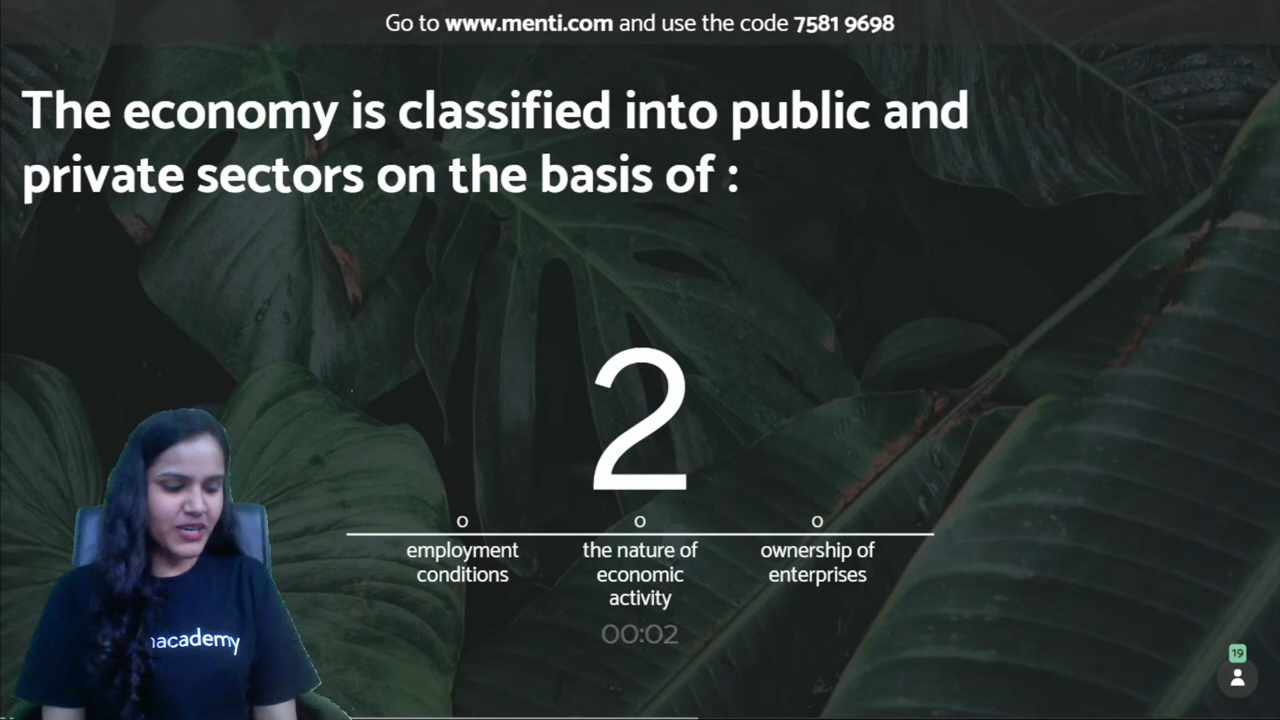 Go to www.menti.com and use the code 7581 9698
The economy is classified into public and
private sectors on the basis of :
2
0 0 0
employment the nature of ownership of
conditions economic enterprises
activity
00:02
nacademy
19